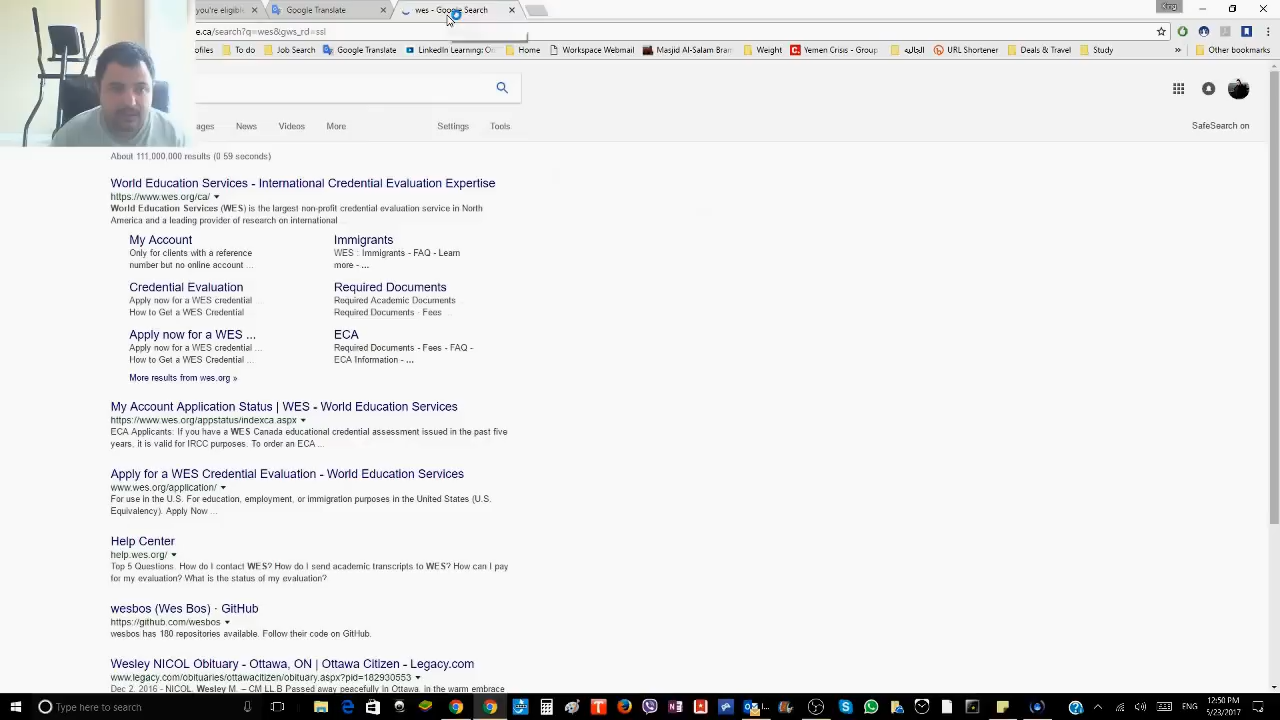 you're eligibl
Google Translate
wes - Google Search
King
e.ca/search?q=wes&gws_rd=ssl
ofiles
To do
Job Search
Google Translate
LinkedIn Learning:
Home
Workspace Webmail
Masjid Al-Salam Bram
Weight
Yemen Crisis - Group
URL Shortener
Deals & Travel
Study
Other bookmarks
ages
News
Videos
More
Settings
Tools
SafeSearch on
About 111,000,000 results (0.59 seconds)
World Education Services - International Credential Evaluation Expertise
https://www.wes.org/ca/
World Education Services (WES) is the largest non-profit credential evaluation service in North
America and a leading provider of research on international
My Account
Only for clients with a reference
number but no online account ...
Immigrants
WES : Immigrants - FAQ - Learn
more - ...
Credential Evaluation
Apply now for a WES credential
How to Get a WES Credential
Required Documents
Required Academic Documents
Required Documents - Fees
Apply now for a WES ...
Apply now for a WES credential ...
How to Get a WES Credential ...
ECA
Required Documents - Fees - FAQ -
ECA Information - ...
More results from wes.org »
My Account Application Status | WES - World Education Services
https://www.wes.org/appstatus/indexca.aspx
ECA Applicants: If you have a WES Canada educational credential assessment issued in the past five
years, it is valid for IRCC purposes. To order an ECA ...
Apply for a WES Credential Evaluation - World Education Services
www.wes.org/application/
For use in the U.S. For education, employment, or immigration purposes in the United States (U.S.
Equivalency). Apply Now ...
Help Center
help.wes.org/
Top 5 Questions. How do I contact WES? How do I send academic transcripts to WES? How can I pay
for my evaluation? What is the status of my evaluation?
wesbos (Wes Bos) · GitHub
https://github.com/wesbos
wesbos has 180 repositories available. Follow their code on GitHub.
Wesley NICOL Obituary - Ottawa, ON | Ottawa Citizen - Legacy.com
www.legacy.com/obituaries/ottawacitizen/obituary.aspx?pid=182930553
Dec 2, 2016 - NICOL, Wesley M. – CM LL.B Passed away peacefully in Ottawa, in the warm embrace
Type here to search
12:50 PM
5/23/2017